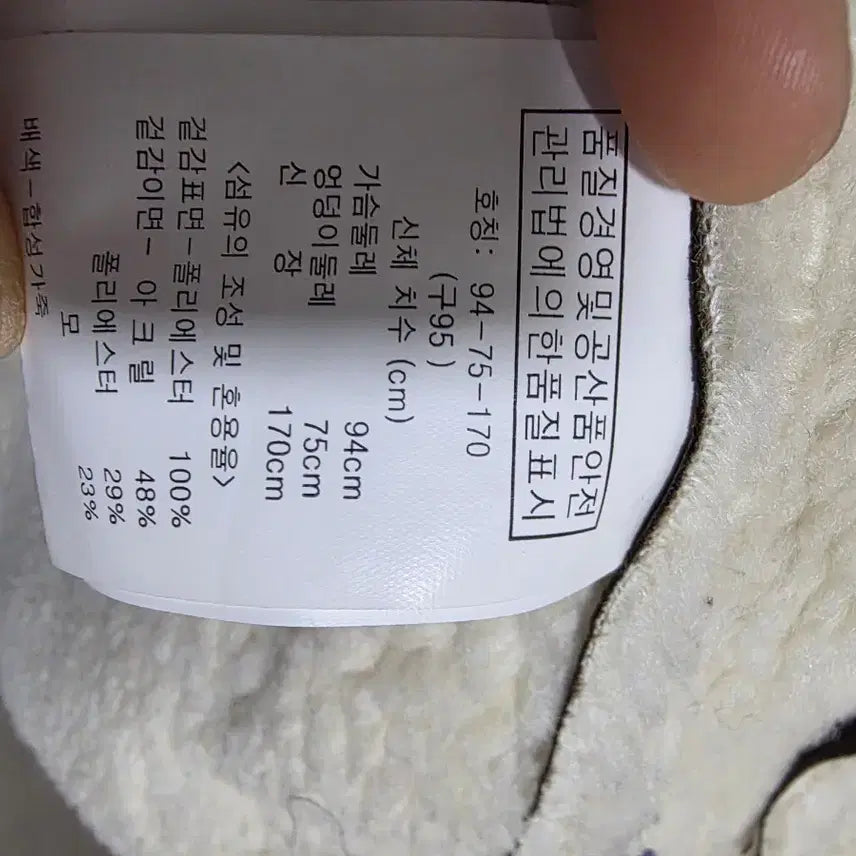 품질경영및공산품안전
관리법에의한품질표시
호칭: 94-75-170
(구95 )
신체 치수 (cm)
가슴둘레 94cm
엉덩이둘레 75cm
신 장 170cm
<섬유의 조성 및 혼용율>
겉감표면-폴리에스터 100%
겉감이면- 아크릴 48%
폴리에스터 29%
모 23%
배색-합성가죽